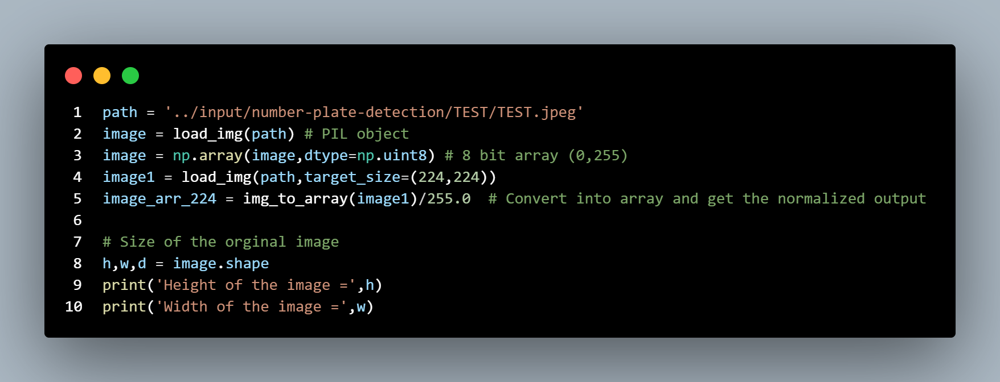 1 path = '../input/number-plate-detection/TEST/TEST.jpeg'
2 image = load_img(path) # PIL object
3 image = np.array(image,dtype=np.uint8) # 8 bit array (0,255)
4 image1 = load_img(path,target_size=(224,224))
5 image_arr_224 = img_to_array(image1)/255.0  # Convert into array and get the normalized output
6
7 # Size of the orginal image
8 h,w,d = image.shape
9 print('Height of the image =',h)
10 print('Width of the image =',w)